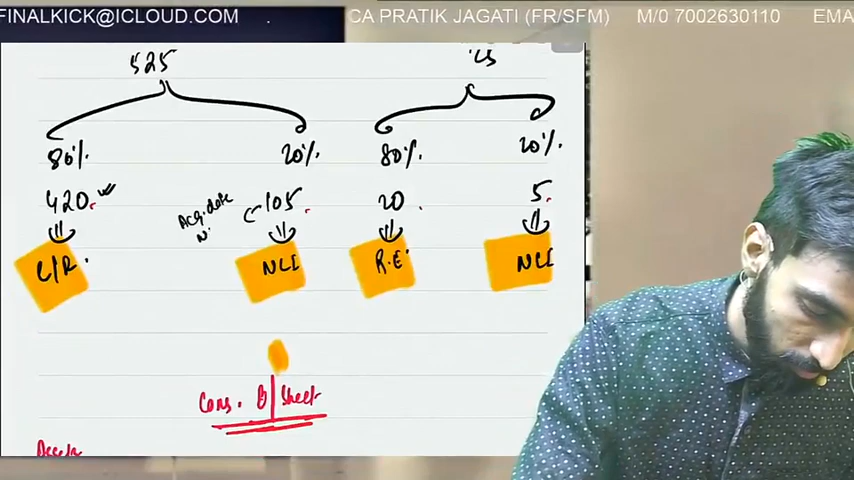 FINALKICK@ICLOUD.COM CA PRATIK JAGATI (FR/SFM) M/0 7002630110 EMA
525 25
80% 20% 80% 20%
420 Acq. date 105 20 5
N.
C/R. NCI R.E. NCI
Cons. B Sheet